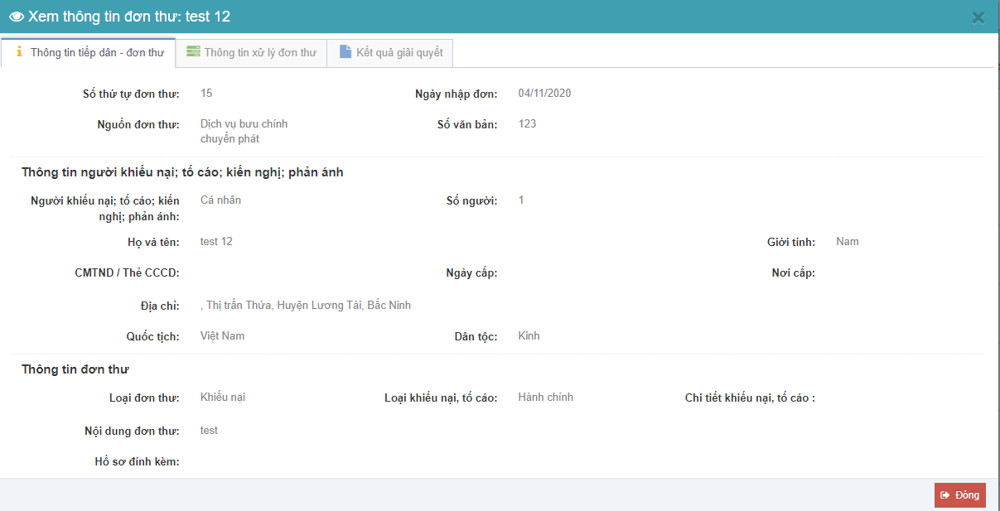 Xem thông tin đơn thư: test 12
Thông tin tiếp dân - đơn thư
Thông tin xử lý đơn thư
Kết quả giải quyết
Số thứ tự đơn thư: 15 Ngày nhập đơn: 04/11/2020
Nguồn đơn thư: Dịch vụ bưu chính Số văn bản: 123
chuyển phát
Thông tin người khiếu nại; tố cáo; kiến nghị; phản ánh
Người khiếu nại; tố cáo; kiến Cá nhân Số người: 1
nghị; phản ánh:
Họ và tên: test 12 Giới tính: Nam
CMTND / Thẻ CCCD: Ngày cấp: Nơi cấp:
Địa chỉ: , Thị trấn Thứa, Huyện Lương Tài, Bắc Ninh
Quốc tịch: Việt Nam Dân tộc: Kinh
Thông tin đơn thư
Loại đơn thư: Khiếu nại Loại khiếu nại, tố cáo: Hành chính Chi tiết khiếu nại, tố cáo :
Nội dung đơn thư: test
Hồ sơ đính kèm:
Đóng